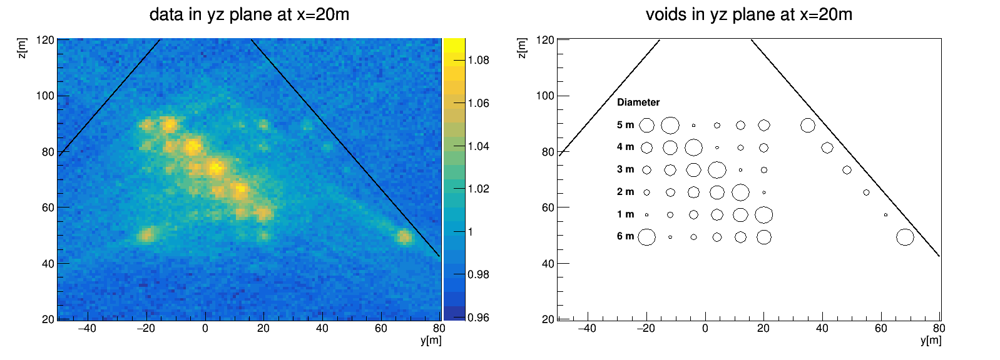 data in yz plane at x=20m
z[m]
120
100
80
60
40
20
−40
−20
0
20
40
60
80
y[m]
1.08
1.06
1.04
1.02
1
0.98
0.96
voids in yz plane at x=20m
z[m]
120
100
80
60
40
20
Diameter
5 m
4 m
3 m
2 m
1 m
6 m
−40
−20
0
20
40
60
80
y[m]